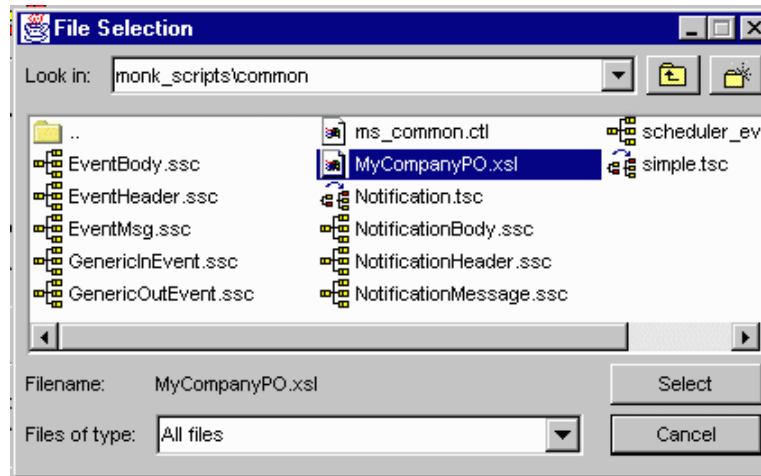 File Selection
Look in: monk_scripts\common
.. ms_common.ctl scheduler_ev
EventBody.ssc MyCompanyPO.xsl simple.tsc
EventHeader.ssc Notification.tsc
EventMsg.ssc NotificationBody.ssc
GenericInEvent.ssc NotificationHeader.ssc
GenericOutEvent.ssc NotificationMessage.ssc
Filename: MyCompanyPO.xsl Select
Files of type: All files Cancel